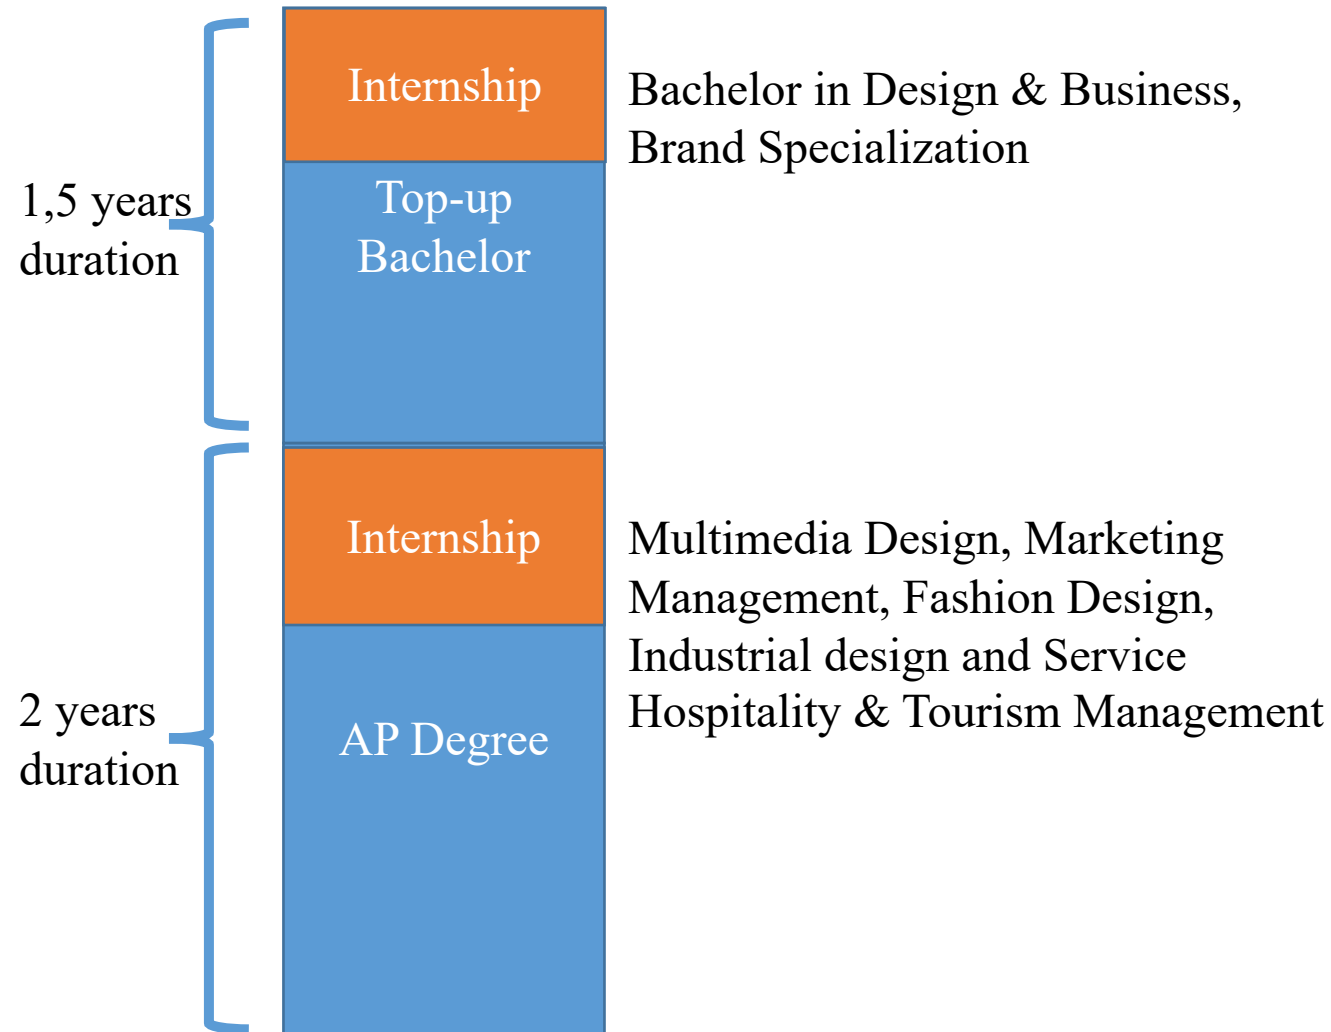 Internship
Bachelor in Design & Business,
Brand Specialization
1,5 years
duration
Top-up
Bachelor
Internship
Multimedia Design, Marketing
Management, Fashion Design,
Industrial design and Service
Hospitality & Tourism Management
2 years
duration
AP Degree